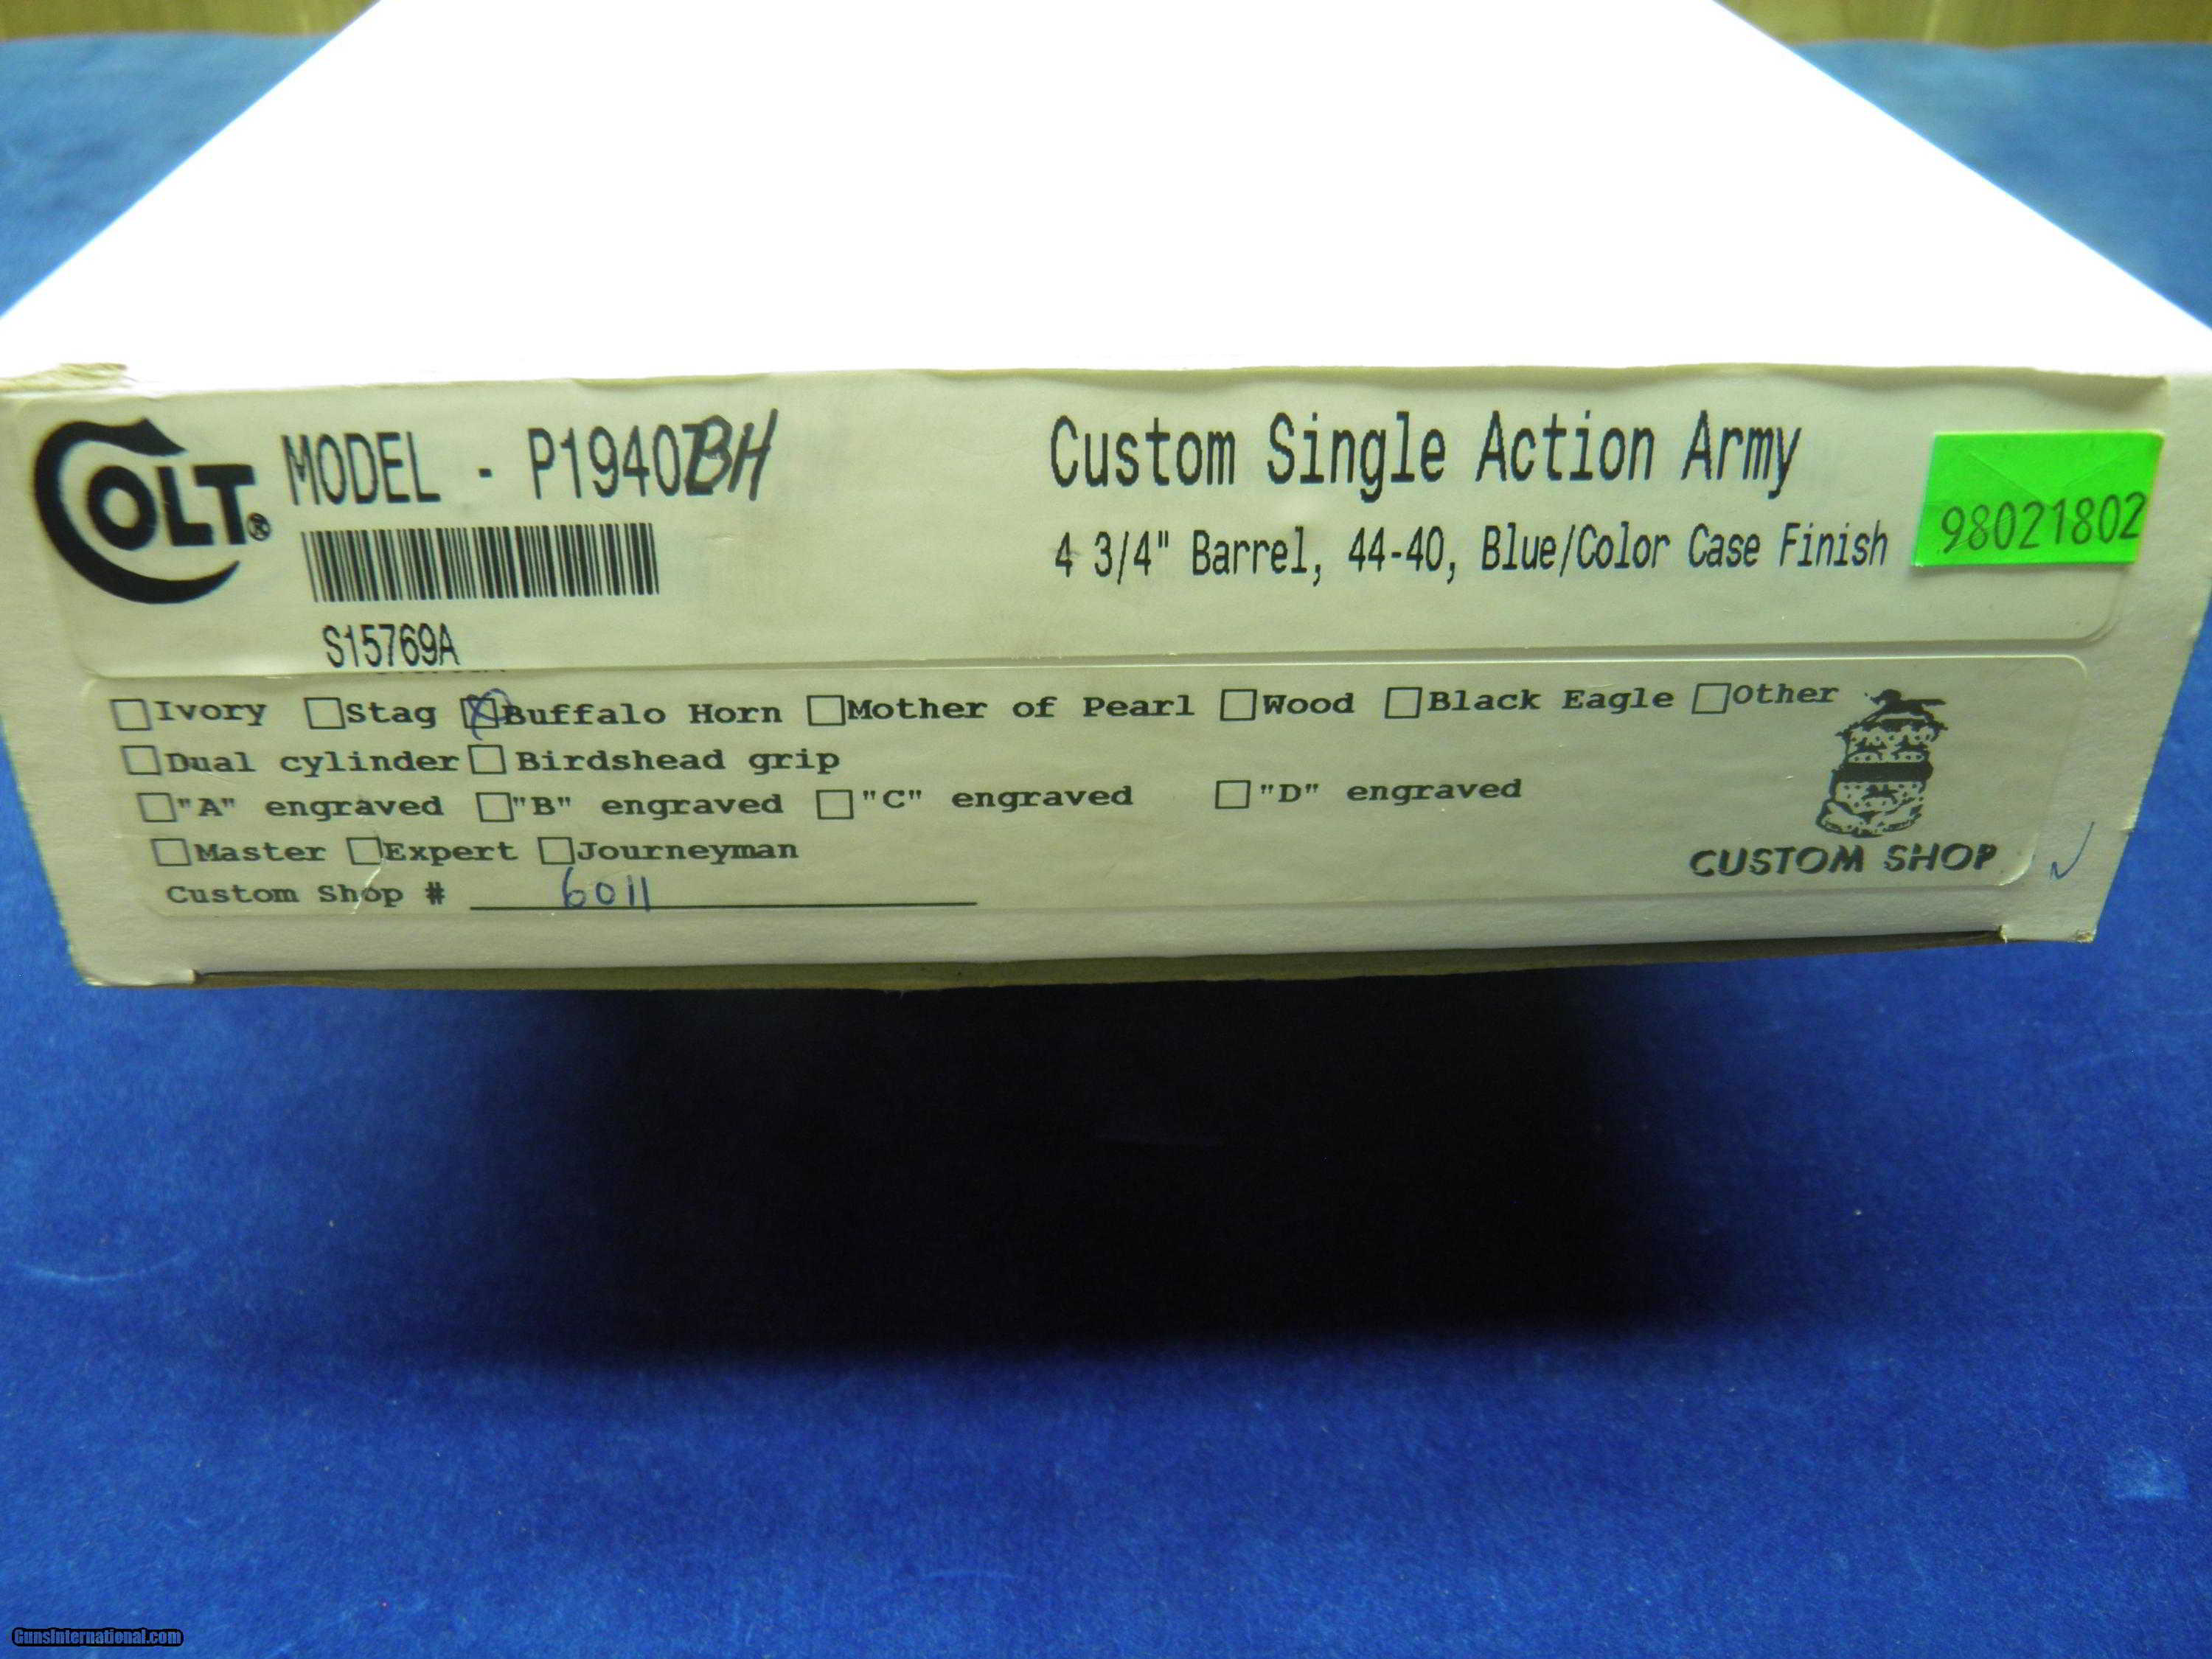 COLT®
MODEL - P1940BH
S15769A
Custom Single Action Army
4 3/4" Barrel, 44-40, Blue/Color Case Finish
98021802
Ivory Stag Buffalo Horn Mother of Pearl Wood Black Eagle Other
Dual cylinder Birdshead grip
"A" engraved "B" engraved "C" engraved "D" engraved
Master Expert Journeyman
Custom Shop # 6011
CUSTOM SHOP
GunsInternational.com